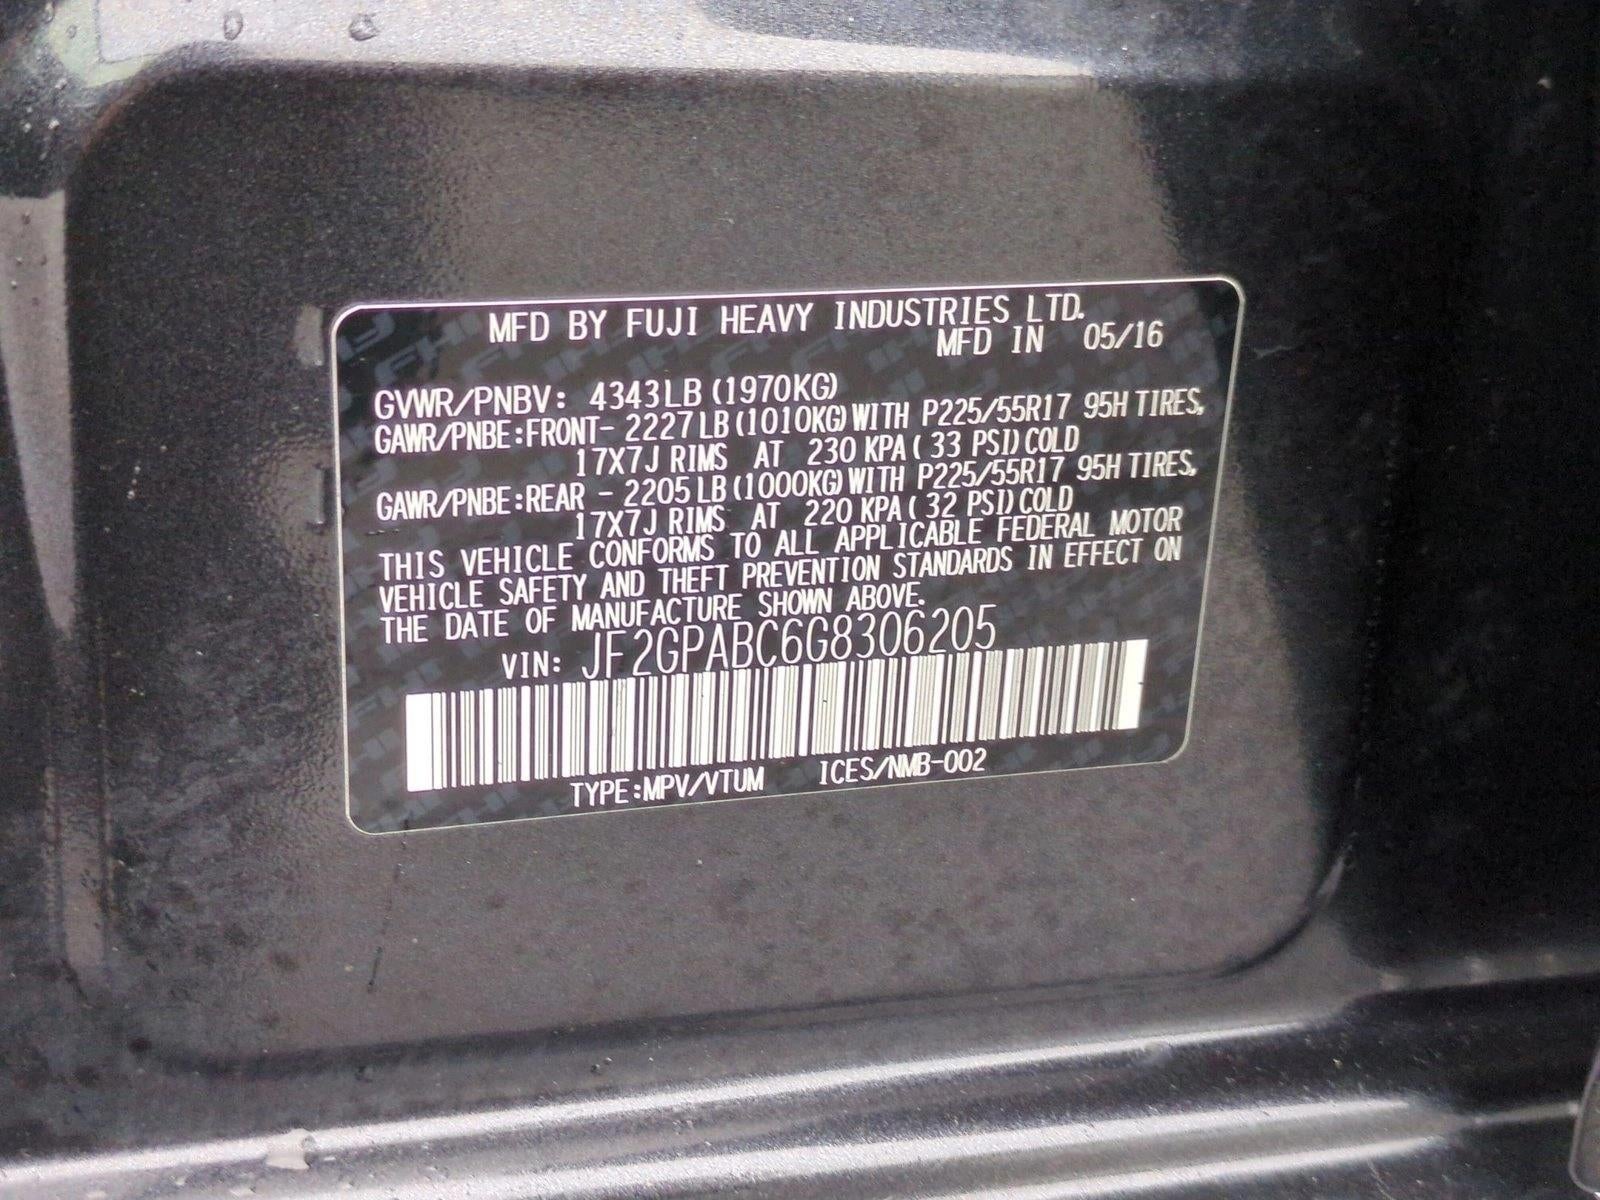 MFD BY FUJI HEAVY INDUSTRIES LTD.
MFD IN 05/16
GVWR/PNBV: 4343LB (1970KG)
GAWR/PNBE:FRONT- 2227LB (1010KG) WITH P225/55R17 95H TIRES,
17X7J RIMS AT 230 KPA ( 33 PSI) COLD
GAWR/PNBE:REAR - 2205LB (1000KG) WITH P225/55R17 95H TIRES,
17X7J RIMS AT 220 KPA ( 32 PSI) COLD
THIS VEHICLE CONFORMS TO ALL APPLICABLE FEDERAL MOTOR
VEHICLE SAFETY AND THEFT PREVENTION STANDARDS IN EFFECT ON
THE DATE OF MANUFACTURE SHOWN ABOVE.
VIN: JF2GPABC6G8306205
TYPE:MPV/VTUM ICES/NMB-002